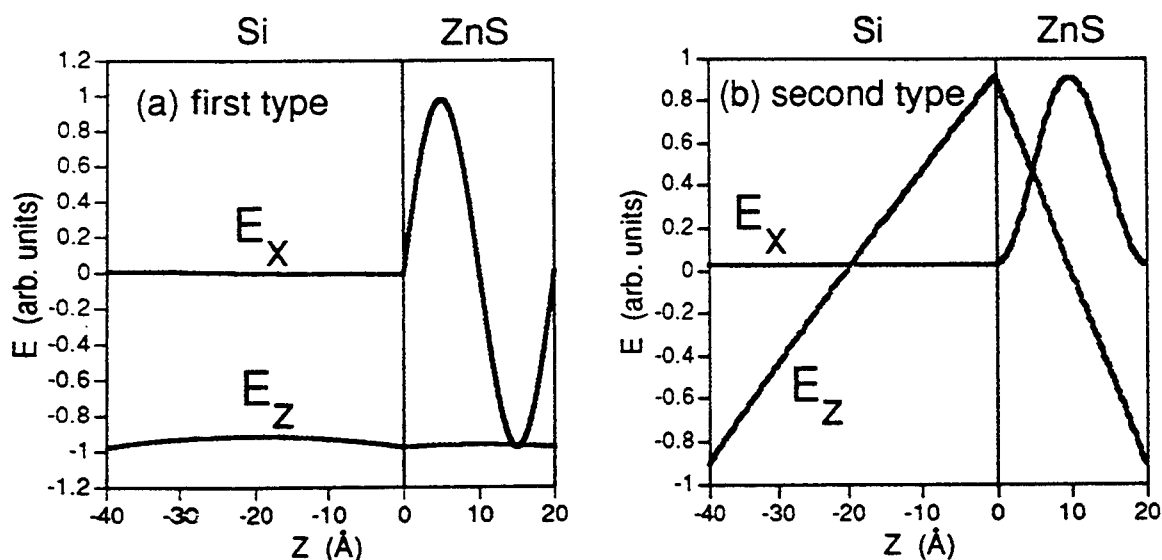 Si ZnS
1.2
(a) first type
1
0.8
0.6
0.4
E_x
0.2
0
-0.2
-0.4
-0.6
E_z
-0.8
-1
-1.2
-40 -30 -20 -10 0 10 20
Z (Å)
E (arb. units)
Si ZnS
1
(b) second type
0.8
0.6
0.4
E_x
0.2
0
-0.2
-0.4
E_z
-0.6
-0.8
-1
-40 -30 -20 -10 0 10 20
Z (Å)
E (arb. units)